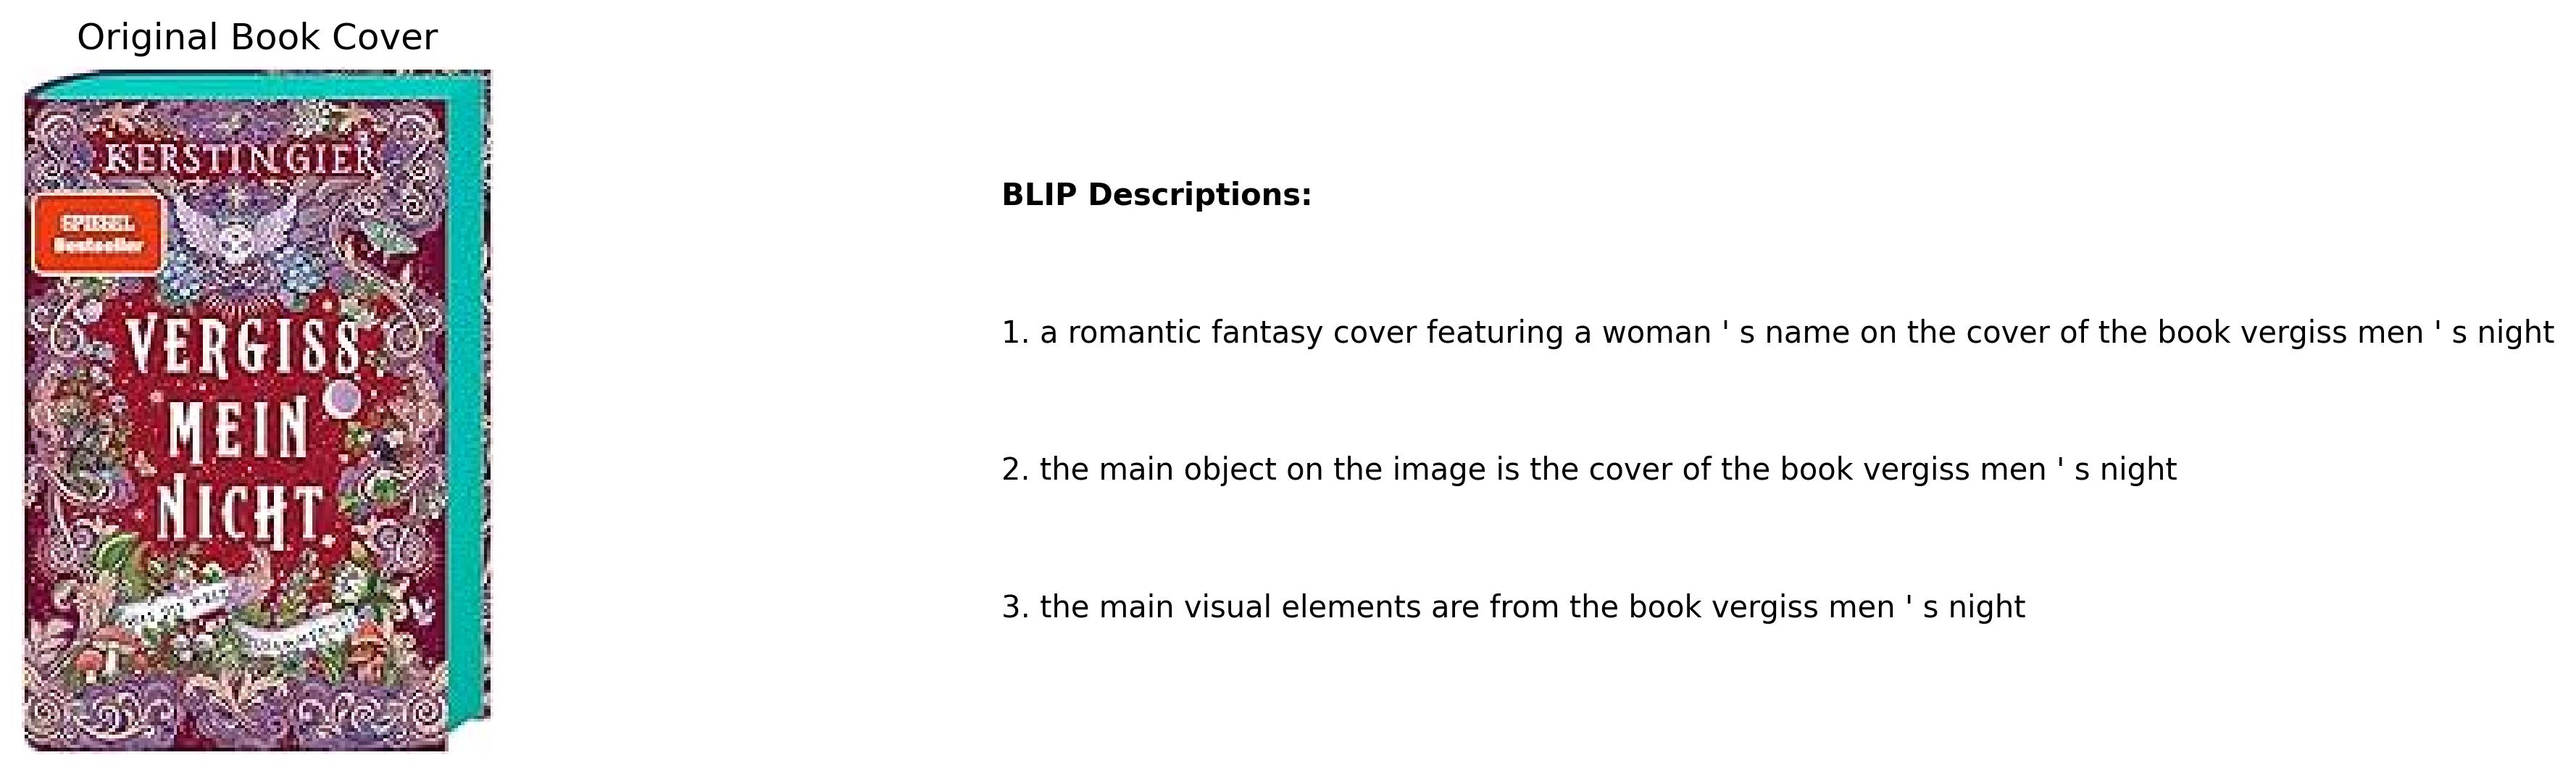 Original Book Cover
KERSTIN GIER
SPIEGEL
Bestseller
VERGISS
MEIN
NICHT
BLIP Descriptions:
1. a romantic fantasy cover featuring a woman ' s name on the cover of the book vergiss men ' s night
2. the main object on the image is the cover of the book vergiss men ' s night
3. the main visual elements are from the book vergiss men ' s night